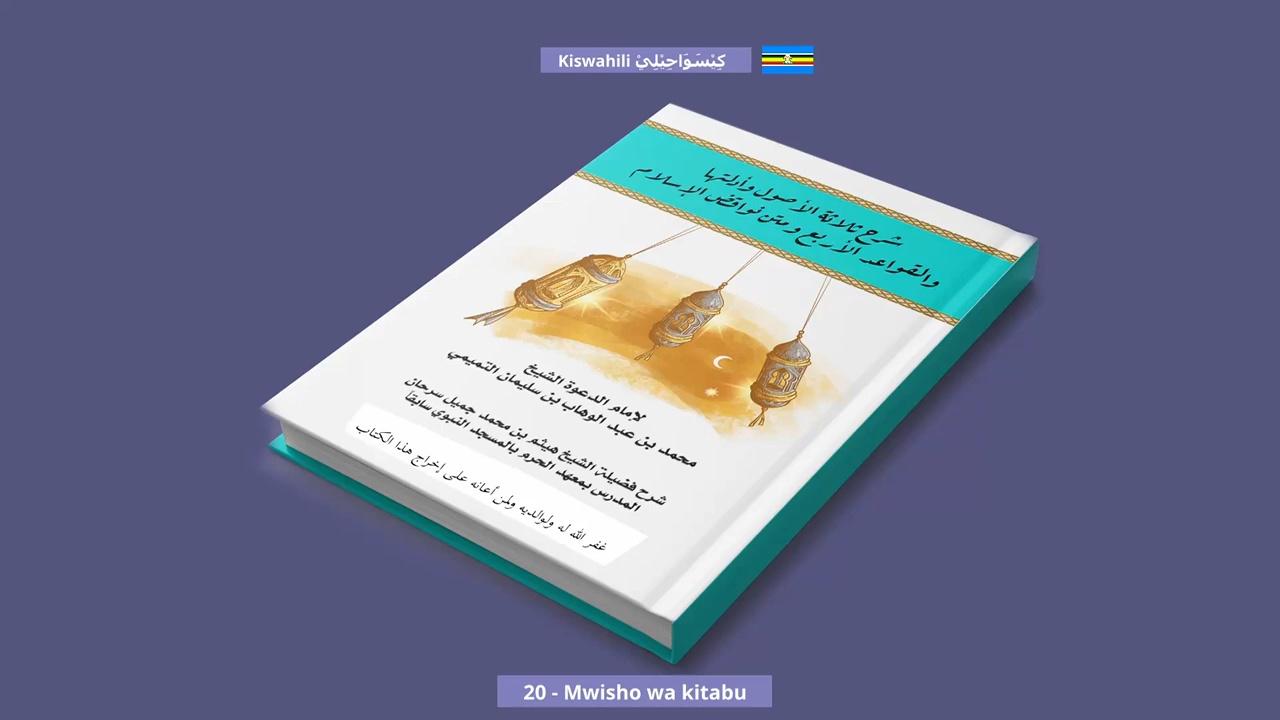 Kiswahili كِيْسَوَاحِيْلِيْ
شرح ثلاثة الأصول وأدلتها
والقواعد الأربع ومتن نواقض الإسلام
لإمام الدعوة الشيخ
محمد بن عبد الوهاب بن سليمان التميمي
شرح فضيلة الشيخ هيثم بن محمد جميل سرحان
المدرس بمعهد الحرم بالمسجد النبوي سابقًا
غفر الله له ولوالديه ولمن أعانه على إخراج هذا الكتاب
20 - Mwisho wa kitabu